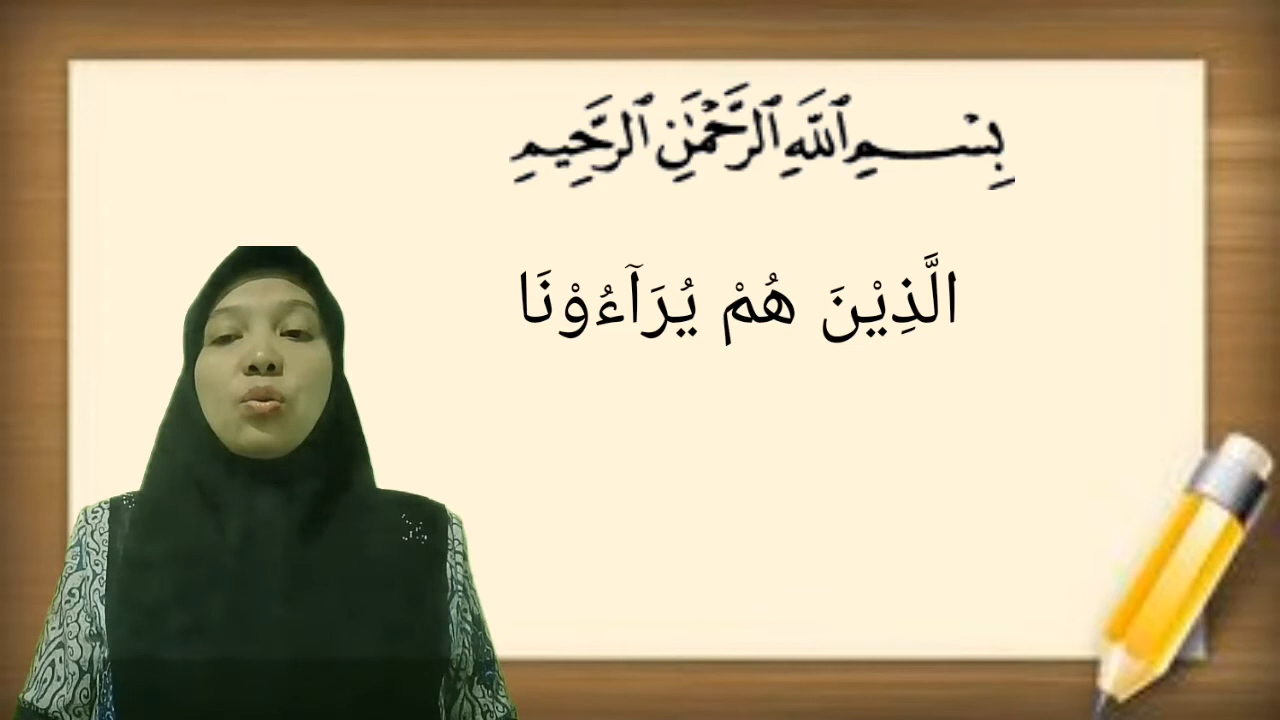 بِسْمِ ٱللَّهِ ٱلرَّحْمَٰنِ ٱلرَّحِيمِ
الَّذِيْنَ هُمْ يُرَآءُوْنَا